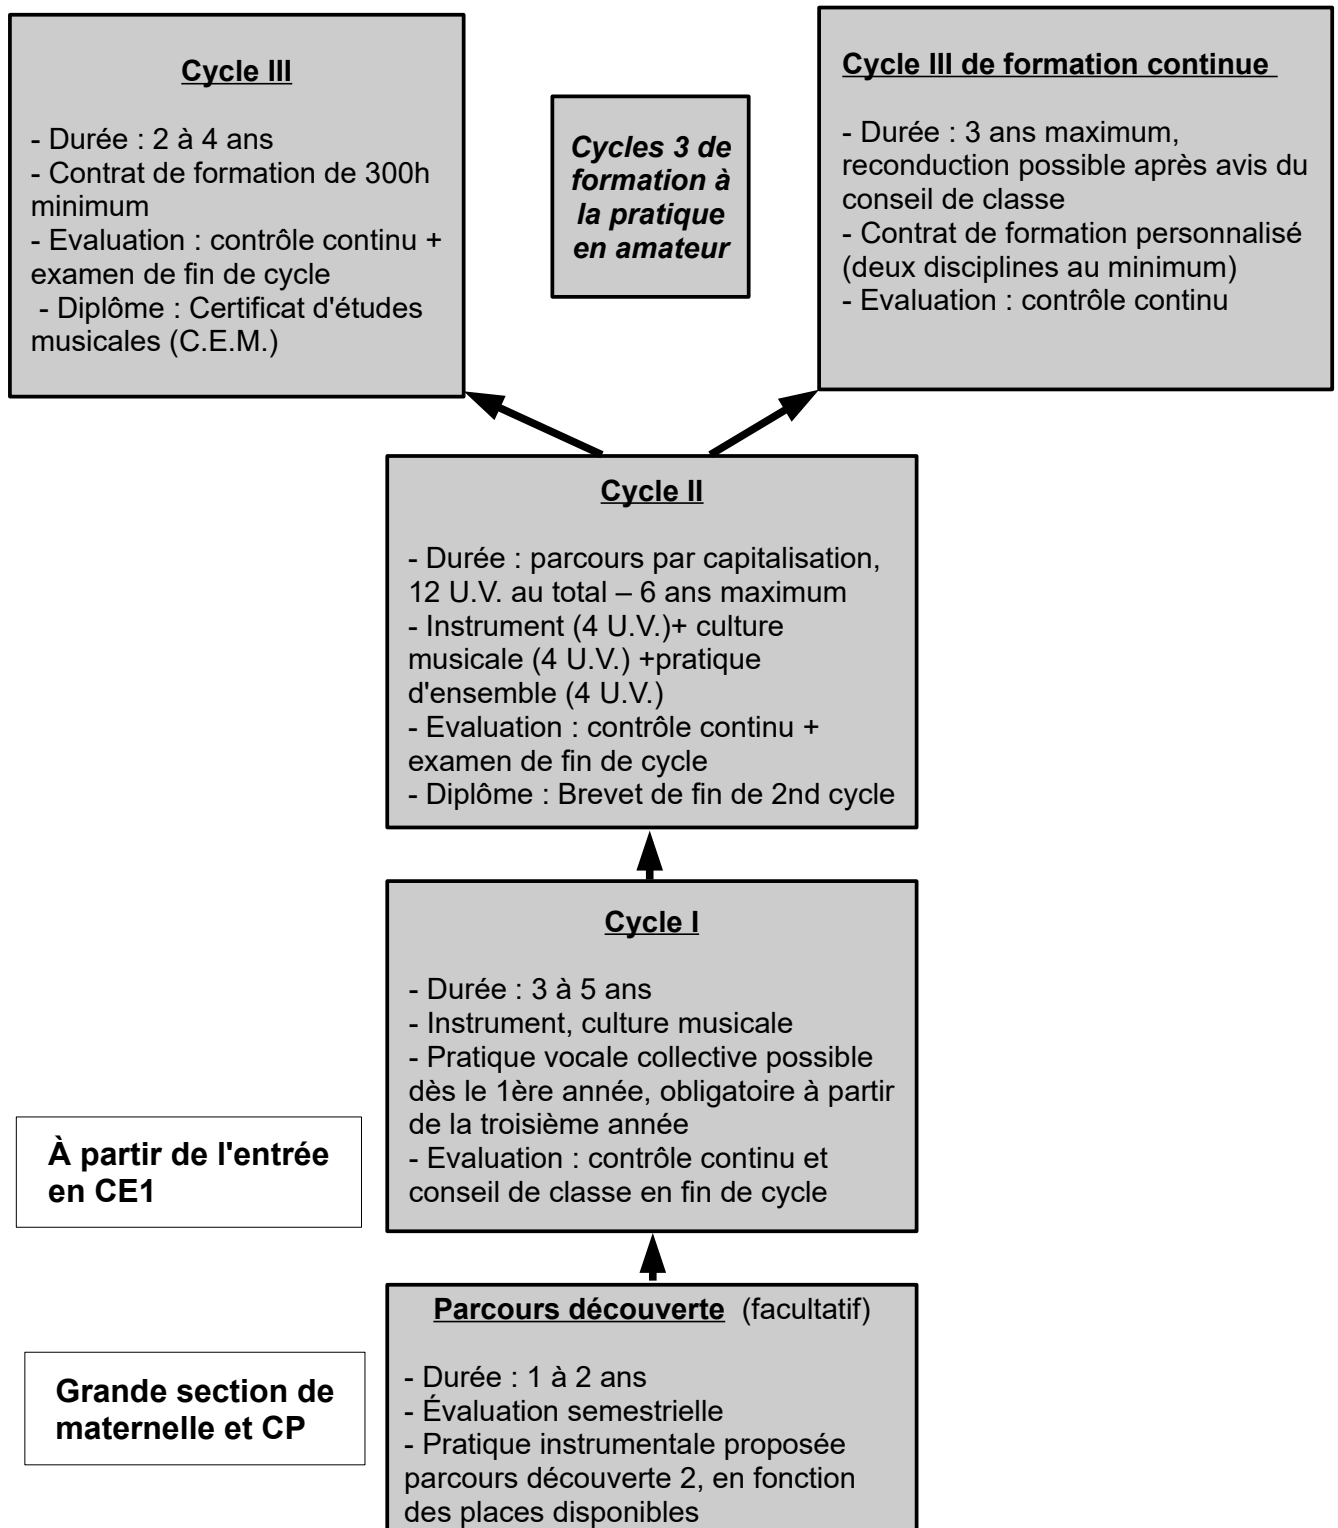 Cycle III
- Durée : 2 à 4 ans
- Contrat de formation de 300h
minimum
- Evaluation : contrôle continu +
examen de fin de cycle
- Diplôme : Certificat d'études
musicales (C.E.M.)
Cycles 3 de
formation à
la pratique
en amateur
Cycle III de formation continue
- Durée : 3 ans maximum,
reconduction possible après avis du
conseil de classe
- Contrat de formation personnalisé
(deux disciplines au minimum)
- Evaluation : contrôle continu
Cycle II
- Durée : parcours par capitalisation,
12 U.V. au total – 6 ans maximum
- Instrument (4 U.V.)+ culture
musicale (4 U.V.) +pratique
d'ensemble (4 U.V.)
- Evaluation : contrôle continu +
examen de fin de cycle
- Diplôme : Brevet de fin de 2nd cycle
Cycle I
- Durée : 3 à 5 ans
- Instrument, culture musicale
- Pratique vocale collective possible
dès le 1ère année, obligatoire à partir
de la troisième année
- Evaluation : contrôle continu et
conseil de classe en fin de cycle
À partir de l'entrée
en CE1
Parcours découverte (facultatif)
- Durée : 1 à 2 ans
- Évaluation semestrielle
- Pratique instrumentale proposée
parcours découverte 2, en fonction
des places disponibles
Grande section de
maternelle et CP